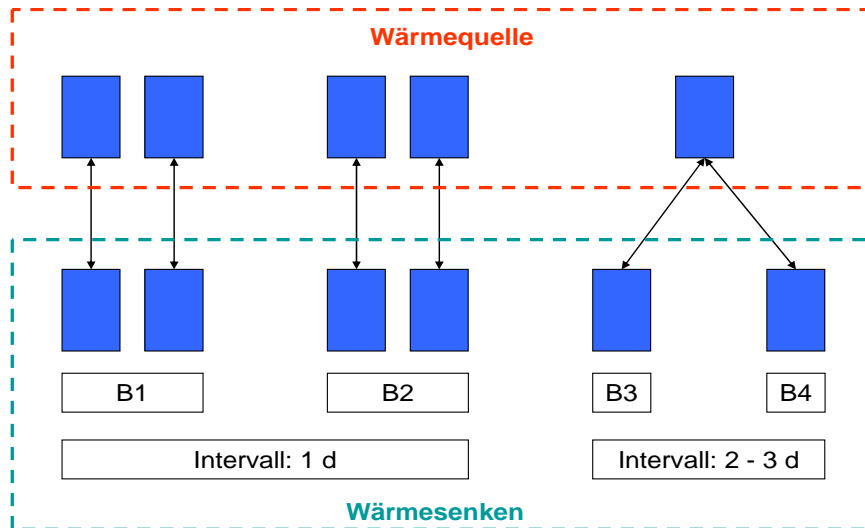 Wärmequelle
B1
B2
B3
B4
Intervall: 1 d
Intervall: 2 - 3 d
Wärmesenken